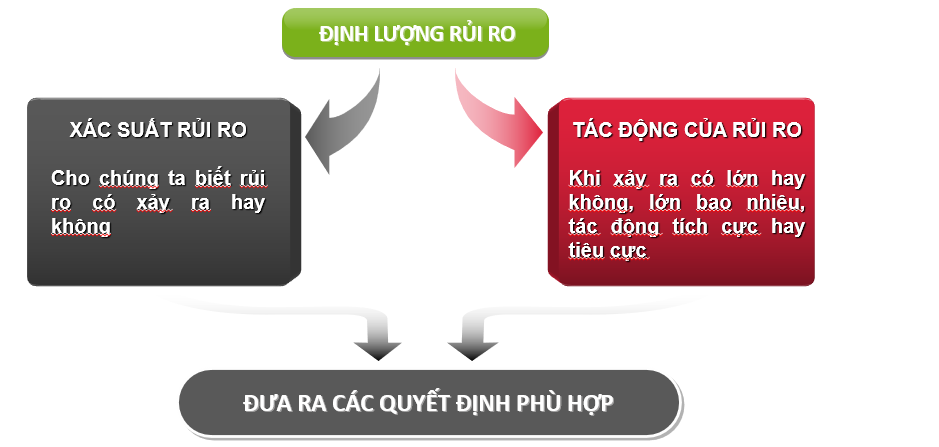 ĐỊNH LƯỢNG RỦI RO
XÁC SUẤT RỦI RO
Cho chúng ta biết rủi
ro có xảy ra hay
không
TÁC ĐỘNG CỦA RỦI RO
Khi xảy ra có lớn hay
không, lớn bao nhiêu,
tác động tích cực hay
tiêu cực
ĐƯA RA CÁC QUYẾT ĐỊNH PHÙ HỢP